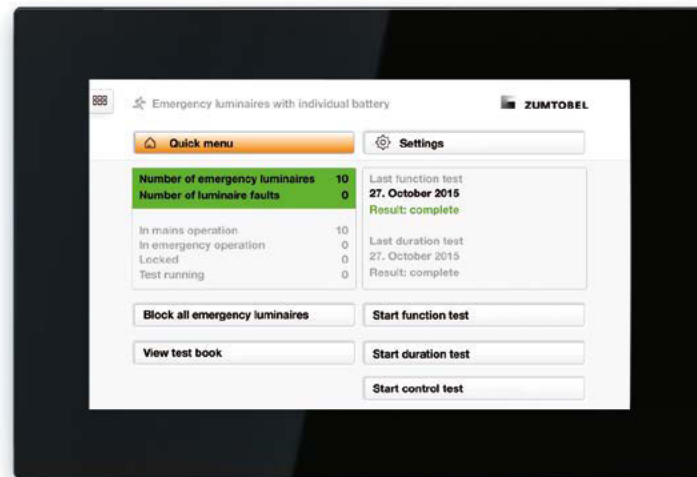 Emergency luminaires with individual battery
ZUMTOBEL
Quick menu
Settings
Number of emergency luminaires 10
Number of luminaire faults 0
In mains operation 10
In emergency operation 0
Locked 0
Test running 0
Last function test
27. October 2015
Result: complete
Last duration test
27. October 2015
Result: complete
Block all emergency luminaires
Start function test
View test book
Start duration test
Start control test